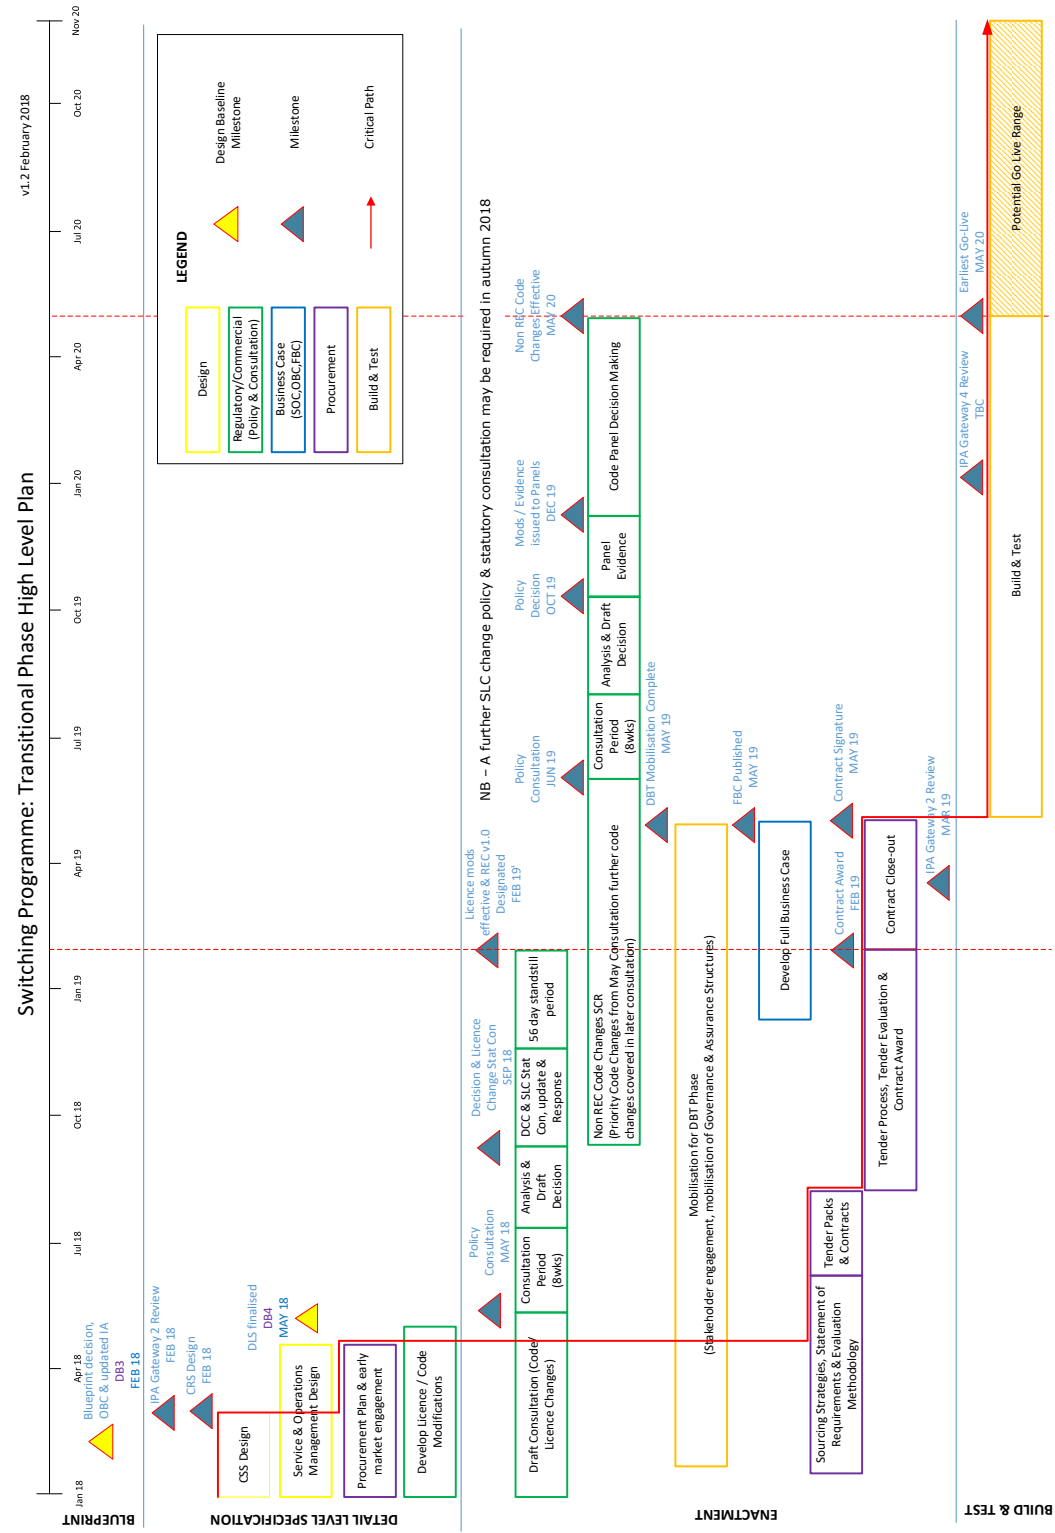 Switching Programme: Transitional Phase High Level Plan
v1.2 February 2018
Jan 18
Apr 18
Jul 18
Oct 18
Jan 19
Apr 19
Jul 19
Oct 19
Jan 20
Apr 20
Jul 20
Oct 20
Nov 20
BLUEPRINT
Blueprint decision,
OBC & updated IA
DB3
FEB 18
DETAIL LEVEL SPECIFICATION
IPA Gateway 2 Review
FEB 18
CRS Design
FEB 18
CSS Design
DLS finalised
DB4
MAY 18
Service & Operations
Management Design
Procurement Plan & early
market engagement
Develop Licence / Code
Modifications
LEGEND
Design
Regulatory/Commercial
(Policy & Consultation)
Business Case
(SOC,OBC,FBC)
Procurement
Build & Test
Design Baseline
Milestone
Milestone
Critical Path
ENACTMENT
NB – A further SLC change policy & statutory consultation may be required in autumn 2018
Policy
Consultation
MAY 18
Decision & Licence
Change Stat Con
SEP 18
Licence mods
effective & REC v1.0
Designated
FEB 19'
Draft Consultation (Code/
Licence Changes)
Consultation
Period
(8wks)
Analysis &
Draft
Decision
DCC & SLC Stat
Con, update &
Response
56 day standstill
period
Policy
Consultation
JUN 19
Policy
Decision
OCT 19
Mods / Evidence
issued to Panels
DEC 19
Non REC Code
Changes Effective
MAY 20
Non REC Code Changes SCR
(Priority Code Changes from May Consultation further code
changes covered in later consultation)
Consultation
Period
(8wks)
Analysis & Draft
Decision
Panel
Evidence
Code Panel Decision Making
DBT Mobilisation Complete
MAY 19
Mobilisation for DBT Phase
(Stakeholder engagement, mobilisation of Governance & Assurance Structures)
FBC Published
MAY 19
Develop Full Business Case
Contract Award
FEB 19
Contract Signature
MAY 19
Sourcing Strategies, Statement of
Requirements & Evaluation
Methodology
Tender Packs
& Contracts
Tender Process, Tender Evaluation &
Contract Award
Contract Close-out
IPA Gateway 2 Review
MAR 19
BUILD & TEST
IPA Gateway 4 Review
TBC
Earliest Go-Live
MAY 20
Build & Test
Potential Go Live Range